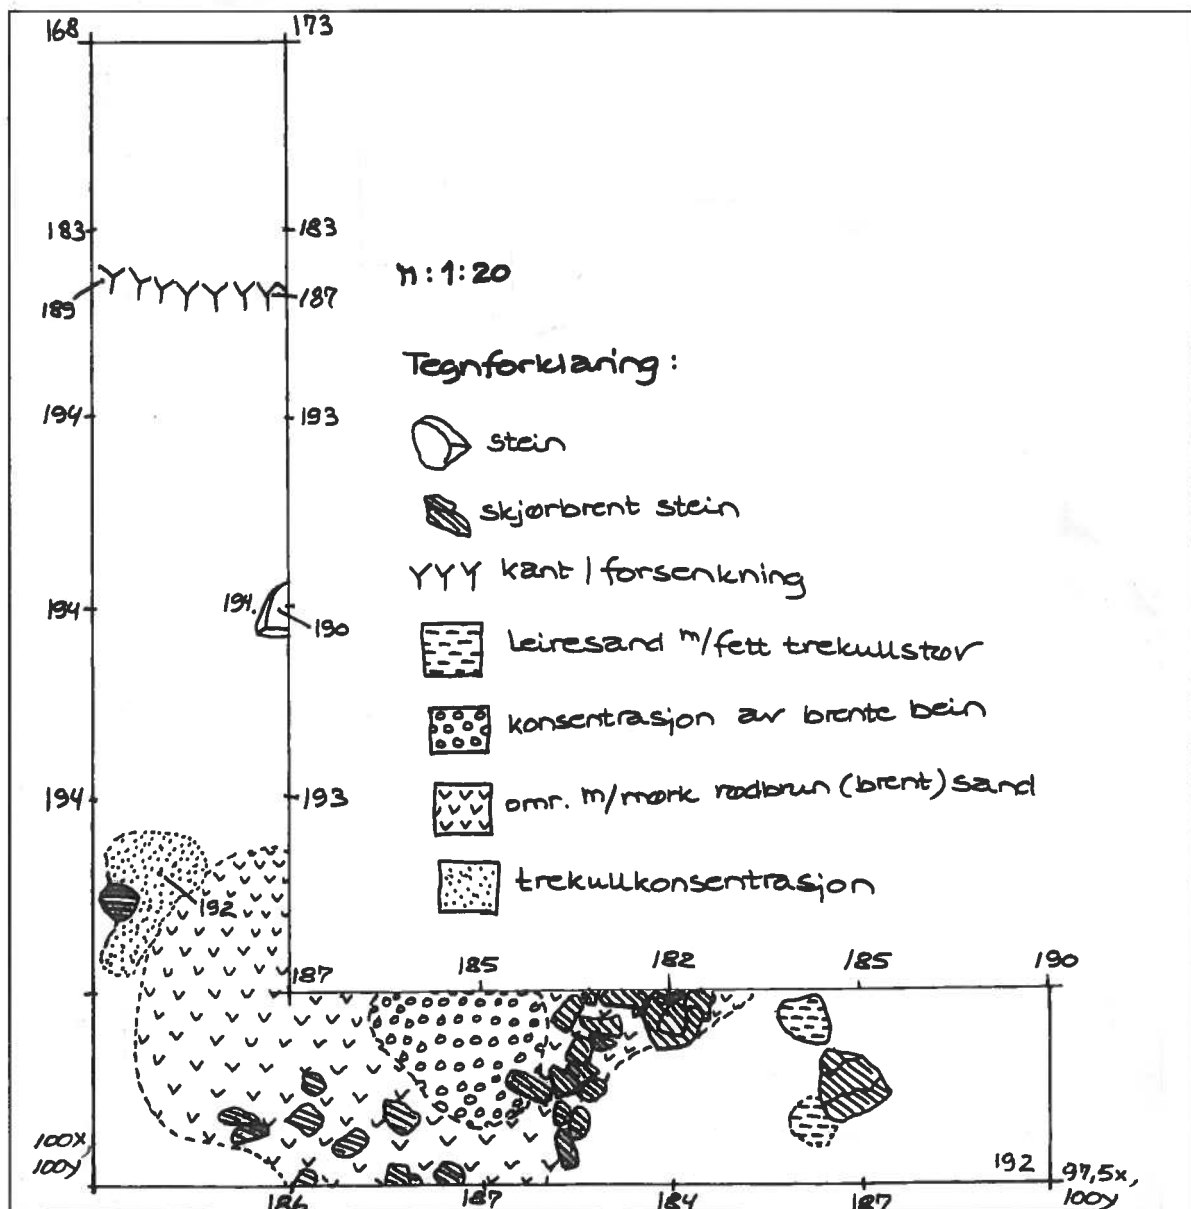 168 173
183 183
189 187
m:1:20
Tegnforklaring:
194 193
stein
skjørbrent stein
kant / forsenkning
194 194. 190
leiresand m/fett trekullstøv
konsentrasjon av brente bein
194 193
omr. m/mørk rødbrun (brent) sand
trekullkonsentrasjon
192
187 185 182 185 190
100x,
100y
192 97,5x,
100y
186 187 184 187